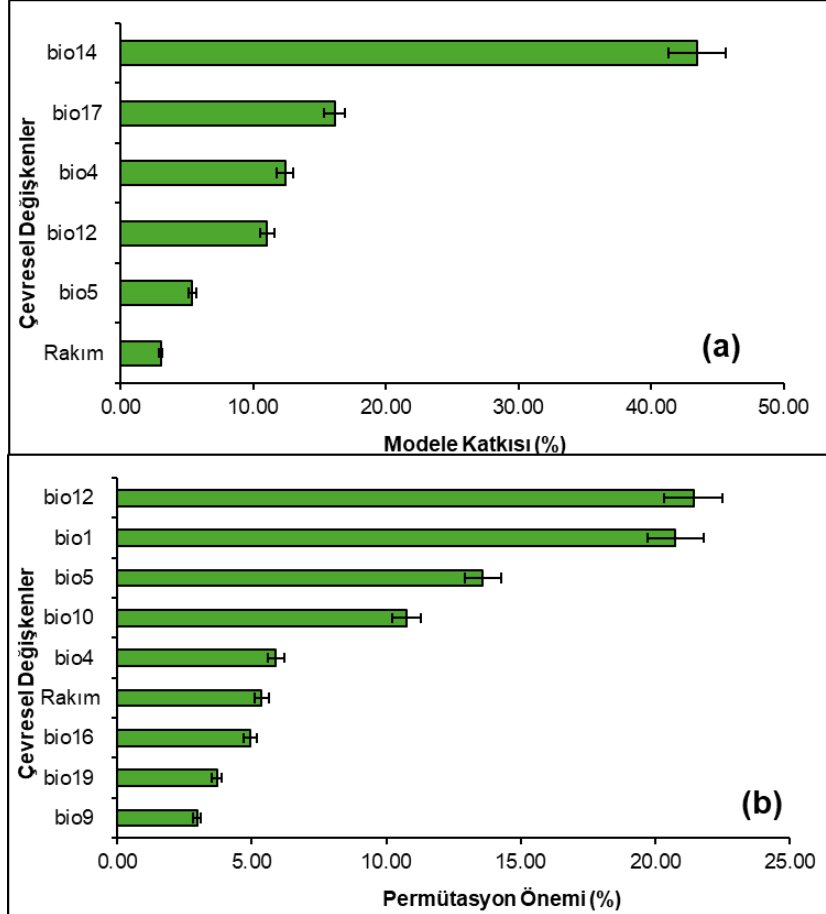 Çevresel Değişkenler
bio14
bio17
bio4
bio12
bio5
Rakım
(a)
0.00 10.00 20.00 30.00 40.00 50.00
Modele Katkısı (%)
Çevresel Değişkenler
bio12
bio1
bio5
bio10
bio4
Rakım
bio16
bio19
bio9
(b)
0.00 5.00 10.00 15.00 20.00 25.00
Permütasyon Önemi (%)